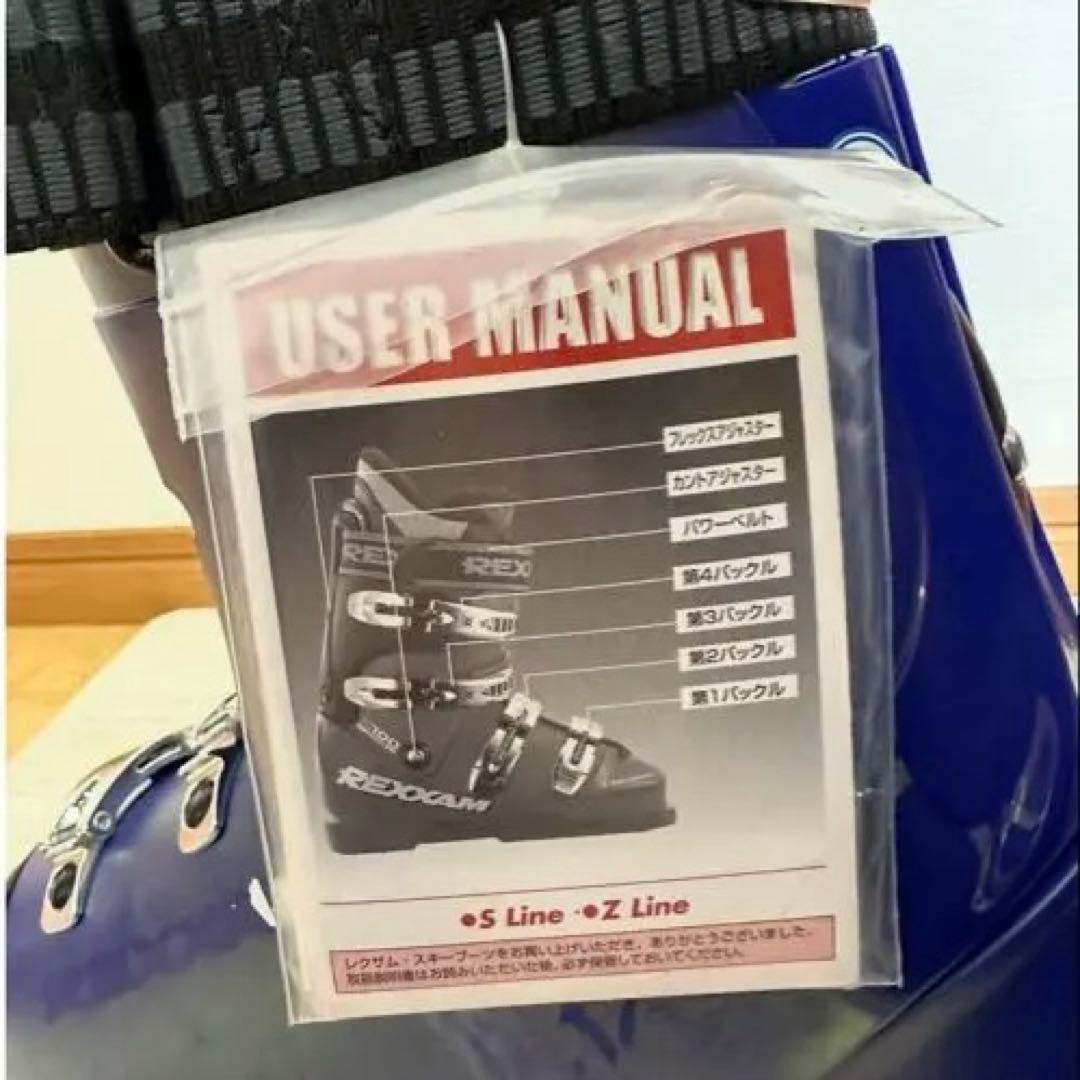 USER MANUAL
フレックスアジャスター
カントアジャスター
パワーベルト
REX
REXX
第4バックル
第3バックル
第2バックル
第1バックル
100
REXXAM
●S Line ・●Z Line
レクザム・スキーブーツをお買い上げいただき、ありがとうございました。
取扱説明書はお読みいただいた後、必ず保管しておいてください。